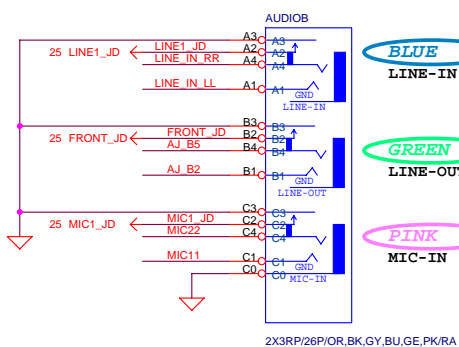 AUDIOB
A3 A3
25 LINE1_JD LINE1_JD A2 A2
LINE_IN_RR A4 A4
LINE_IN_LL A1 A1
GND
LINE-IN
BLUE
LINE-IN
B3 B3
25 FRONT_JD FRONT_JD B2 B2
AJ_B5 B4 B4
AJ_B2 B1 B1
GND
LINE-OUT
GREEN
LINE-OUT
C3 C3
25 MIC1_JD MIC1_JD C2 C2
MIC22 C4 C4
MIC11 C1 C1
GND
C0 C0
MIC-IN
PINK
MIC-IN
2X3RP/26P/OR,BK,GY,BU,GE,PK/RA